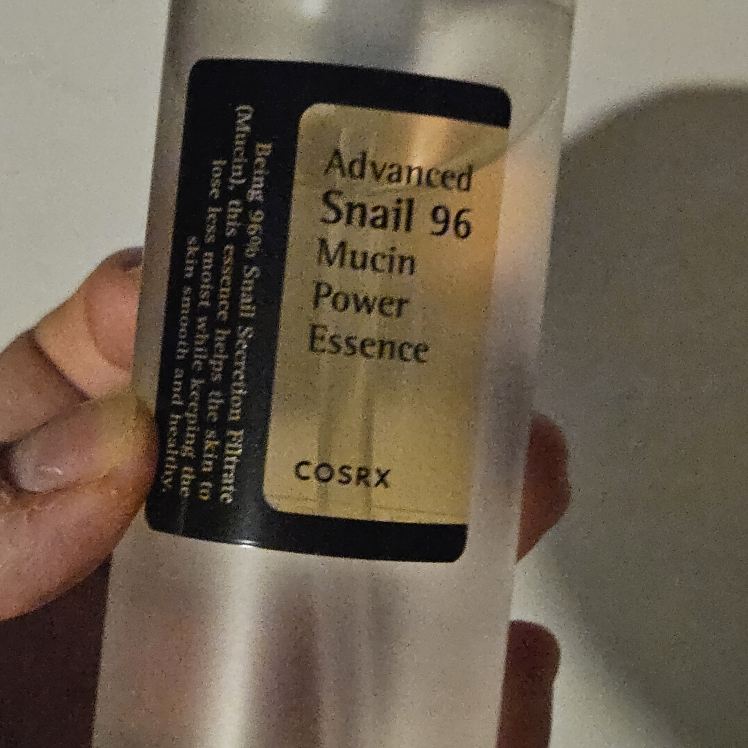 Advanced
Snail 96
Mucin
Power
Essence
COSRX
Being 96% Snail Secretion Filtrate
(Mucin), this essence helps the skin to
lose less moist while keeping the
skin smooth and healthy.